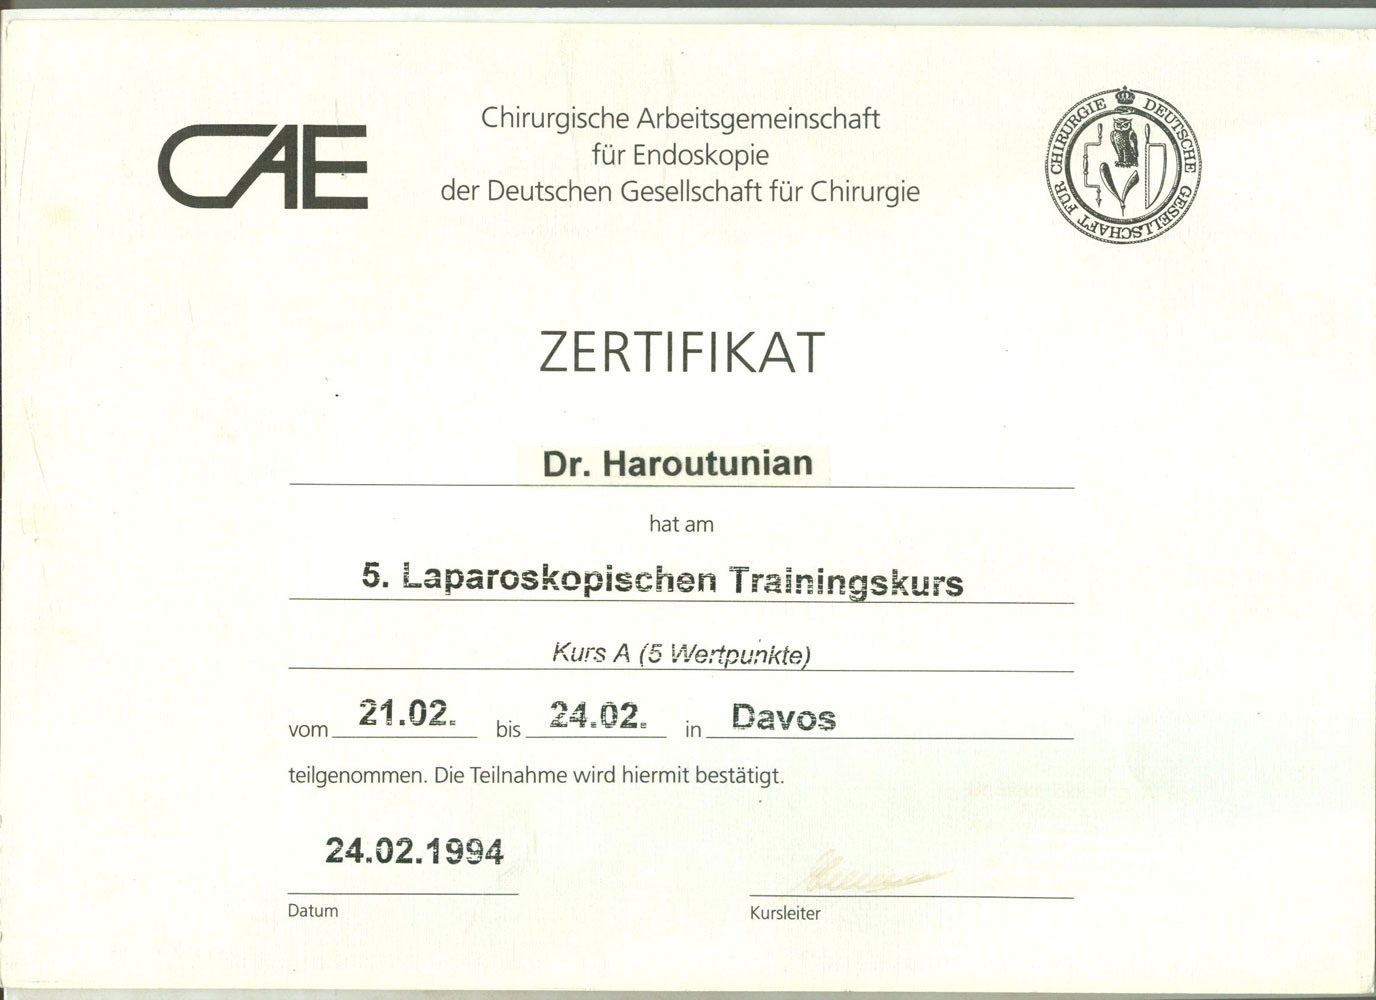 CAE
Chirurgische Arbeitsgemeinschaft
für Endoskopie
der Deutschen Gesellschaft für Chirurgie
DEUTSCHE GESELLSCHAFT FÜR CHIRURGIE
ZERTIFIKAT
Dr. Haroutunian
hat am
5. Laparoskopischen Trainingskurs
Kurs A (5 Wertpunkte)
vom 21.02. bis 24.02. in Davos
teilgenommen. Die Teilnahme wird hiermit bestätigt.
24.02.1994
Datum
Kursleiter